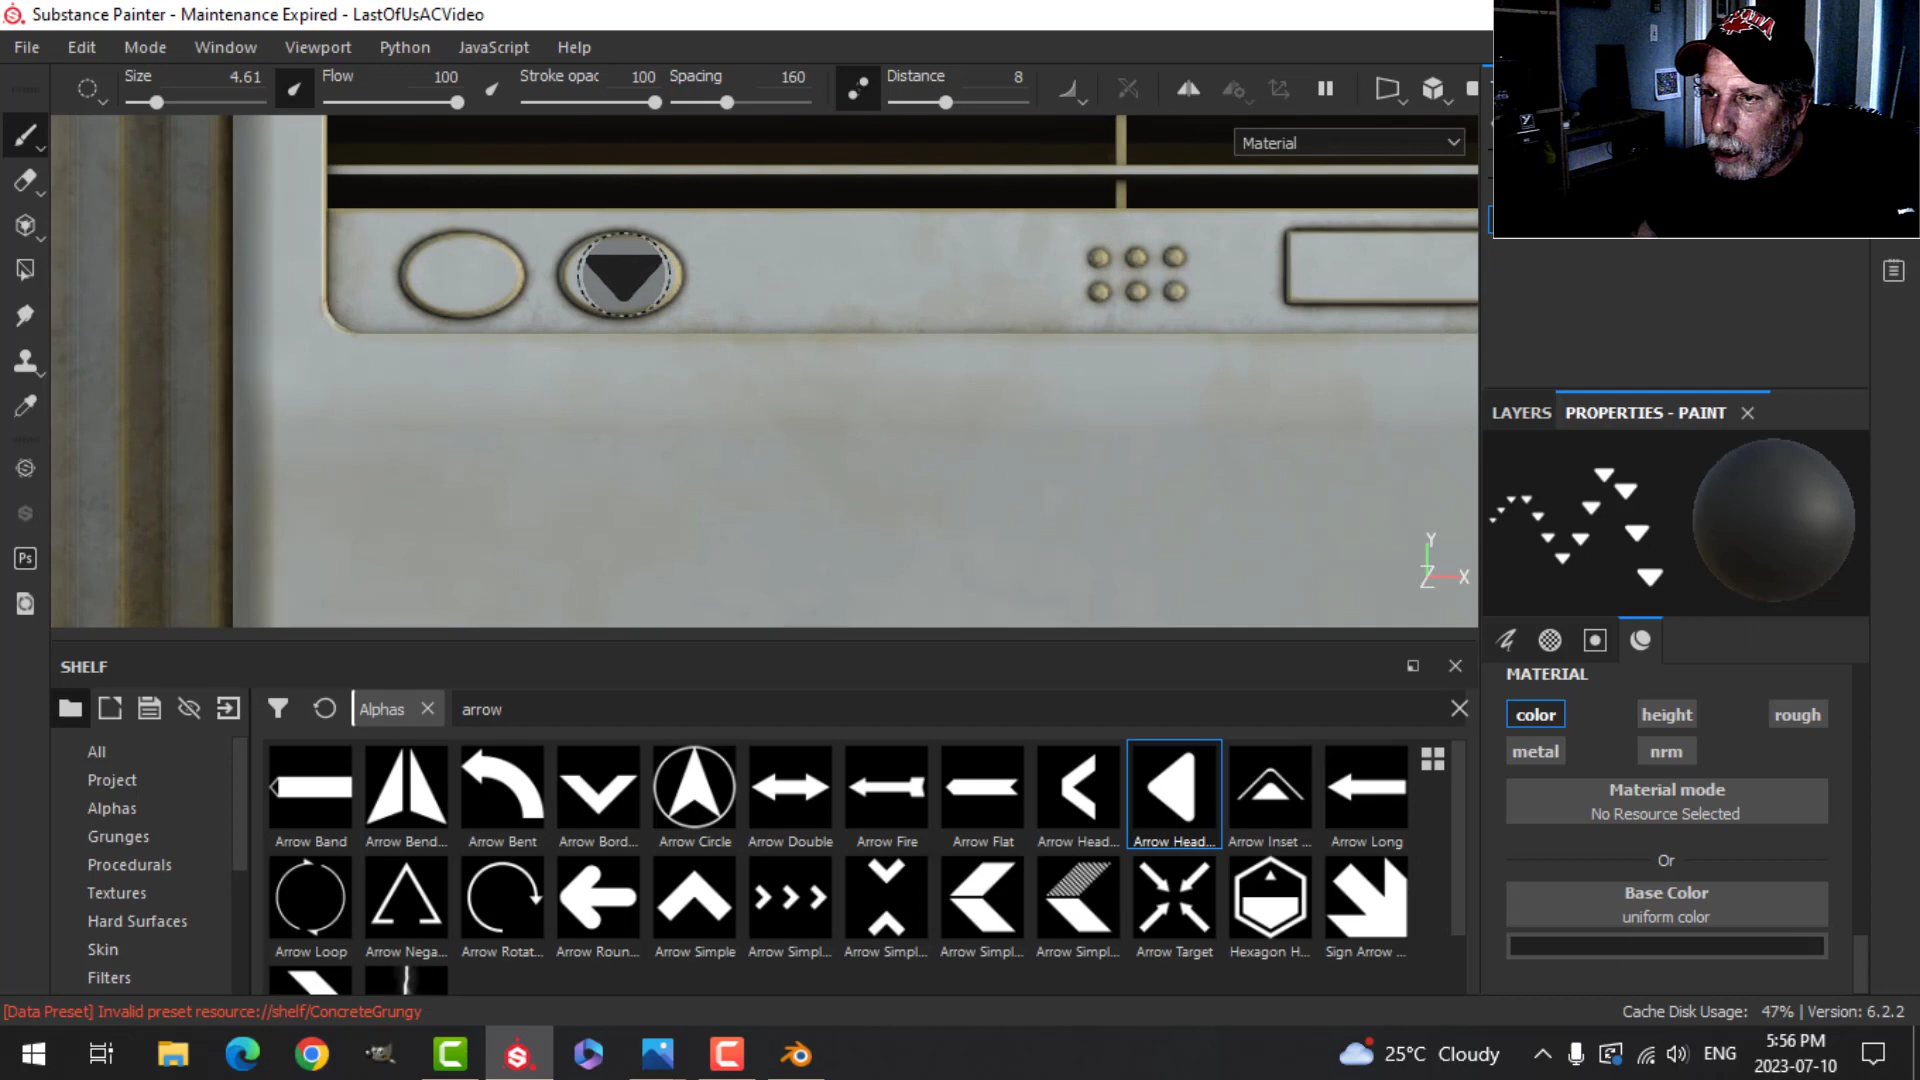 Substance Painter - Maintenance Expired - LastOfUsACVideo
File Edit Mode Window Viewport Python JavaScript Help
Size 4.61 Flow 100 Stroke opac 100 Spacing 160 Distance 8
Material
Y
Z X
LAYERS PROPERTIES - PAINT
SHELF
Alphas arrow
All
Project
Alphas
Grunges
Procedurals
Textures
Hard Surfaces
Skin
Filters
Arrow Band Arrow Bend... Arrow Bent Arrow Bord... Arrow Circle Arrow Double Arrow Fire Arrow Flat Arrow Head... Arrow Head... Arrow Inset ... Arrow Long
Arrow Loop Arrow Nega... Arrow Rotat... Arrow Roun... Arrow Simple Arrow Simpl... Arrow Simpl... Arrow Simpl... Arrow Simpl... Arrow Target Hexagon H... Sign Arrow ...
MATERIAL
color height rough
metal nrm
Material mode
No Resource Selected
Or
Base Color
uniform color
[Data Preset] Invalid preset resource://shelf/ConcreteGrungy
Cache Disk Usage: 47% | Version: 6.2.2
Ps
25°C Cloudy
ENG
5:56 PM
2023-07-10